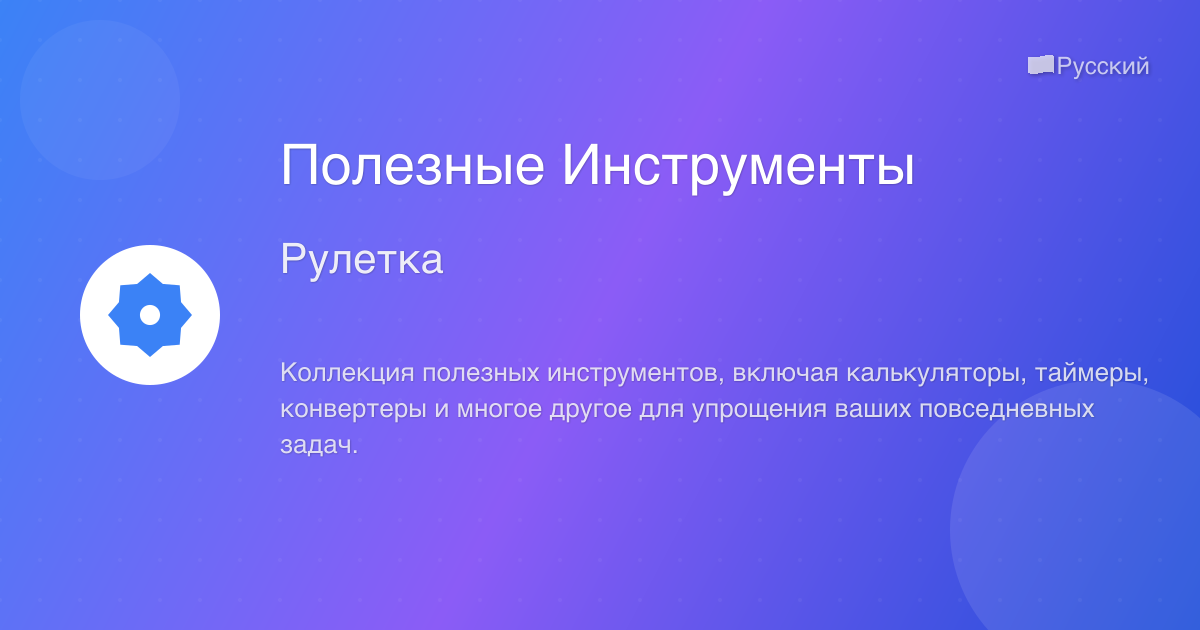 Русский
Полезные Инструменты
Рулетка
Коллекция полезных инструментов, включая калькуляторы, таймеры,
конвертеры и многое другое для упрощения ваших повседневных
задач.